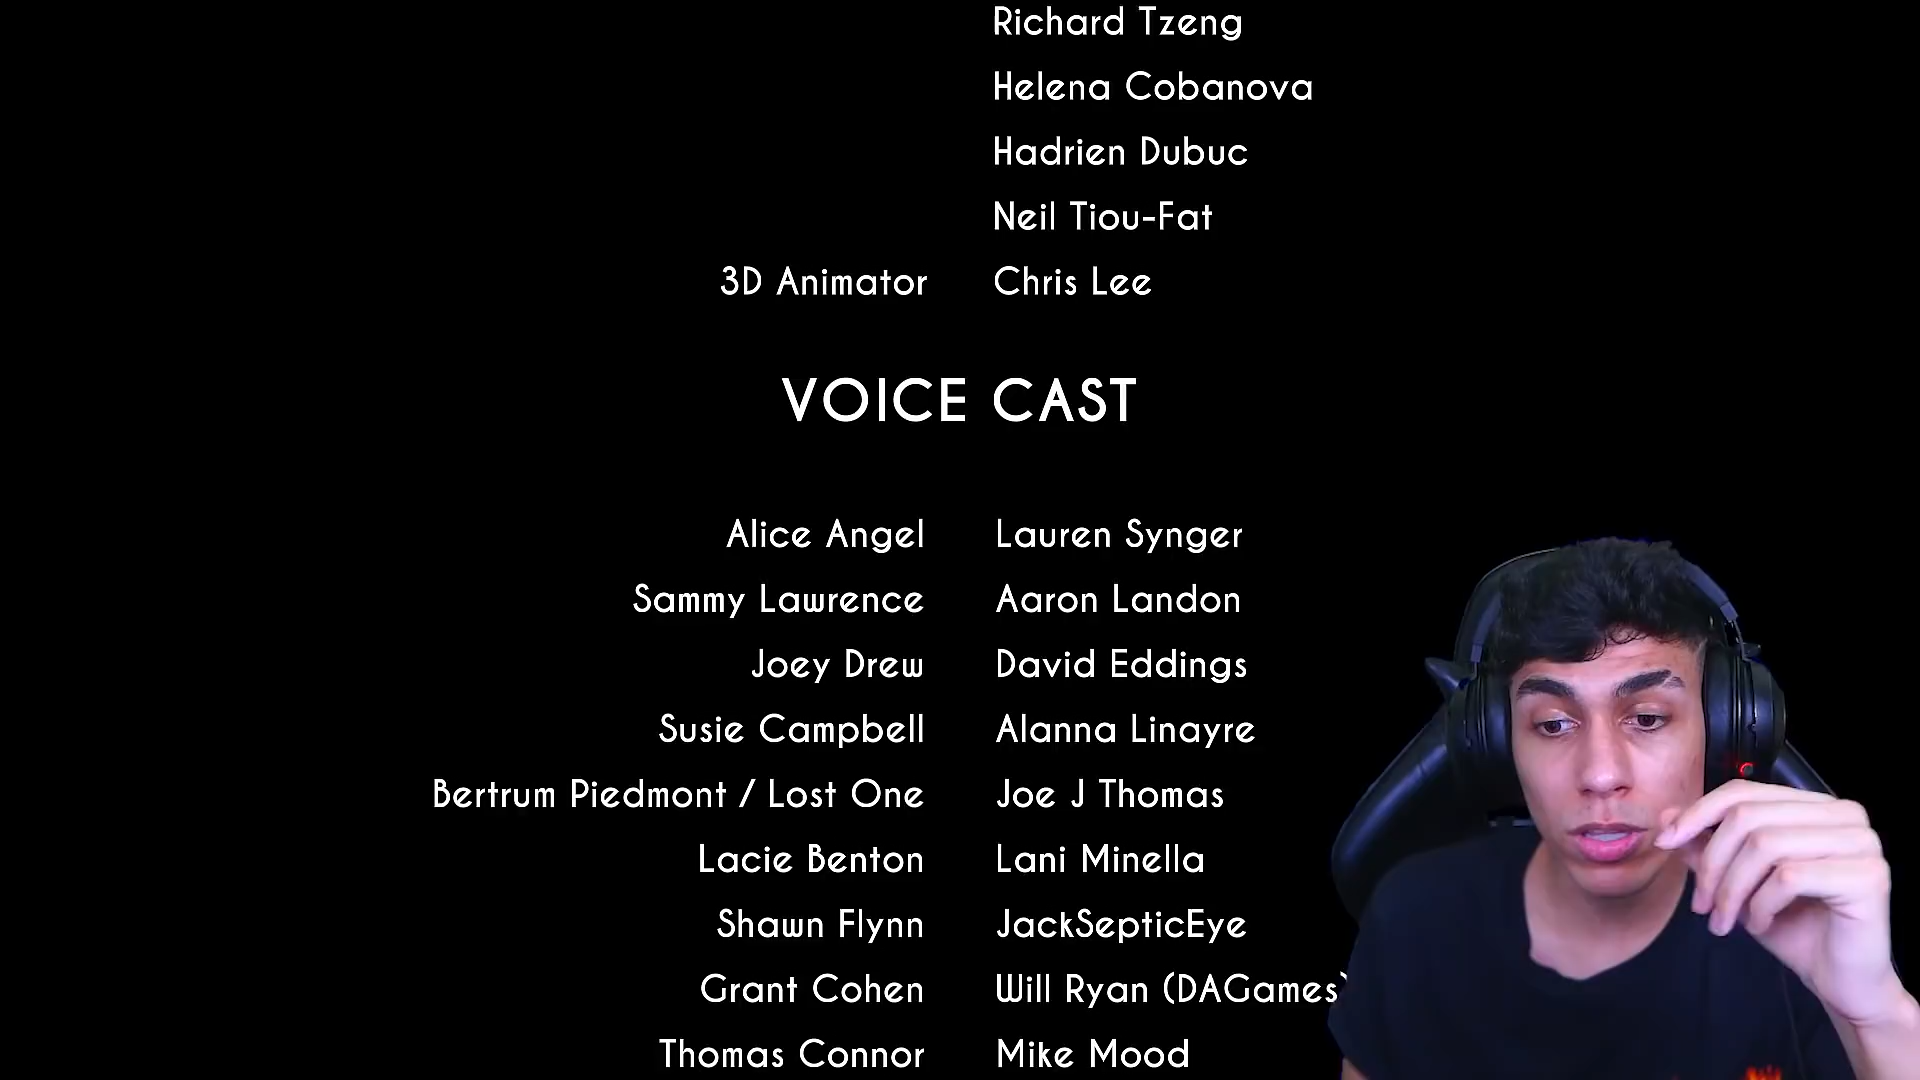 Richard Tzeng
Helena Cobanova
Hadrien Dubuc
Neil Tiou-Fat
3D Animator Chris Lee
VOICE CAST
Alice Angel Lauren Synger
Sammy Lawrence Aaron Landon
Joey Drew David Eddings
Susie Campbell Alanna Linayre
Bertrum Piedmont / Lost One Joe J Thomas
Lacie Benton Lani Minella
Shawn Flynn JackSepticEye
Grant Cohen Will Ryan (DAGames)
Thomas Connor Mike Mood